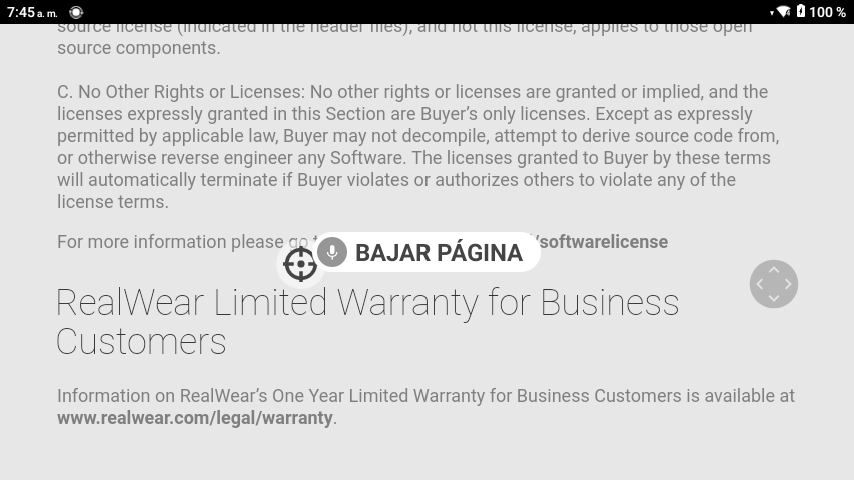 7:45 a. m. 100 %
source license (indicated in the header files), and not this license, applies to those open
source components.
C. No Other Rights or Licenses: No other rights or licenses are granted or implied, and the
licenses expressly granted in this Section are Buyer's only licenses. Except as expressly
permitted by applicable law, Buyer may not decompile, attempt to derive source code from,
or otherwise reverse engineer any Software. The licenses granted to Buyer by these terms
will automatically terminate if Buyer violates or authorizes others to violate any of the
license terms.
For more information please go /softwarelicense
BAJAR PÁGINA
RealWear Limited Warranty for Business
Customers
Information on RealWear's One Year Limited Warranty for Business Customers is available at
www.realwear.com/legal/warranty.